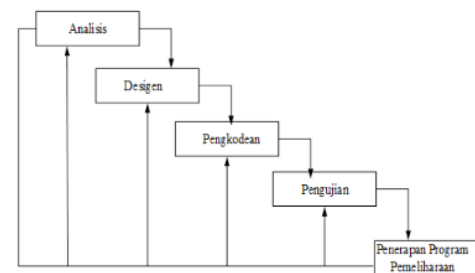 Analisis
Desigen
Pengkodean
Pengujian
Penerapan Program
Pemeliharaan